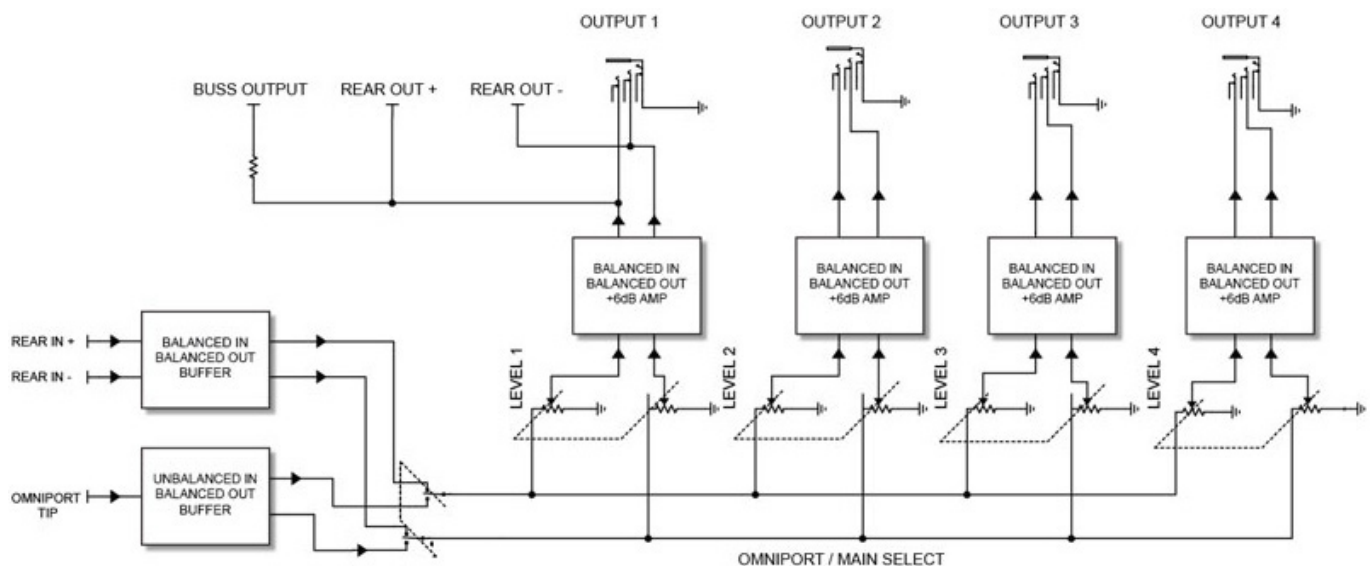 OUTPUT 1
OUTPUT 2
OUTPUT 3
OUTPUT 4
BUSS OUTPUT
REAR OUT +
REAR OUT -
BALANCED IN
BALANCED OUT
+6dB AMP
BALANCED IN
BALANCED OUT
+6dB AMP
BALANCED IN
BALANCED OUT
+6dB AMP
BALANCED IN
BALANCED OUT
+6dB AMP
REAR IN +
REAR IN -
BALANCED IN
BALANCED OUT
BUFFER
LEVEL 1
LEVEL 2
LEVEL 3
LEVEL 4
OMNIPORT
TIP
UNBALANCED IN
BALANCED OUT
BUFFER
OMNIPORT / MAIN SELECT